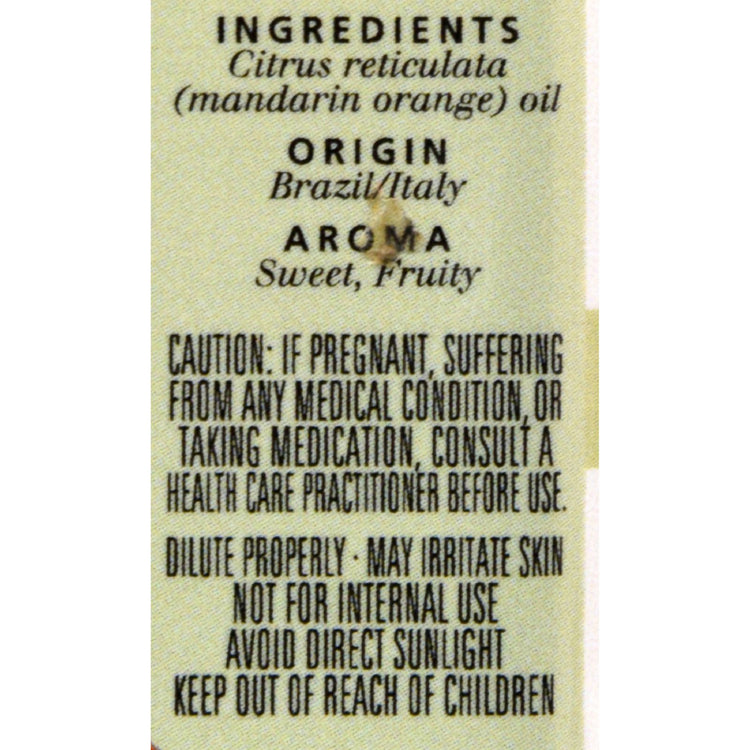 INGREDIENTS
Citrus reticulata
(mandarin orange) oil
ORIGIN
Brazil/Italy
AROMA
Sweet, Fruity
CAUTION: IF PREGNANT, SUFFERING
FROM ANY MEDICAL CONDITION, OR
TAKING MEDICATION, CONSULT A
HEALTH CARE PRACTITIONER BEFORE USE.
DILUTE PROPERLY · MAY IRRITATE SKIN
NOT FOR INTERNAL USE
AVOID DIRECT SUNLIGHT
KEEP OUT OF REACH OF CHILDREN